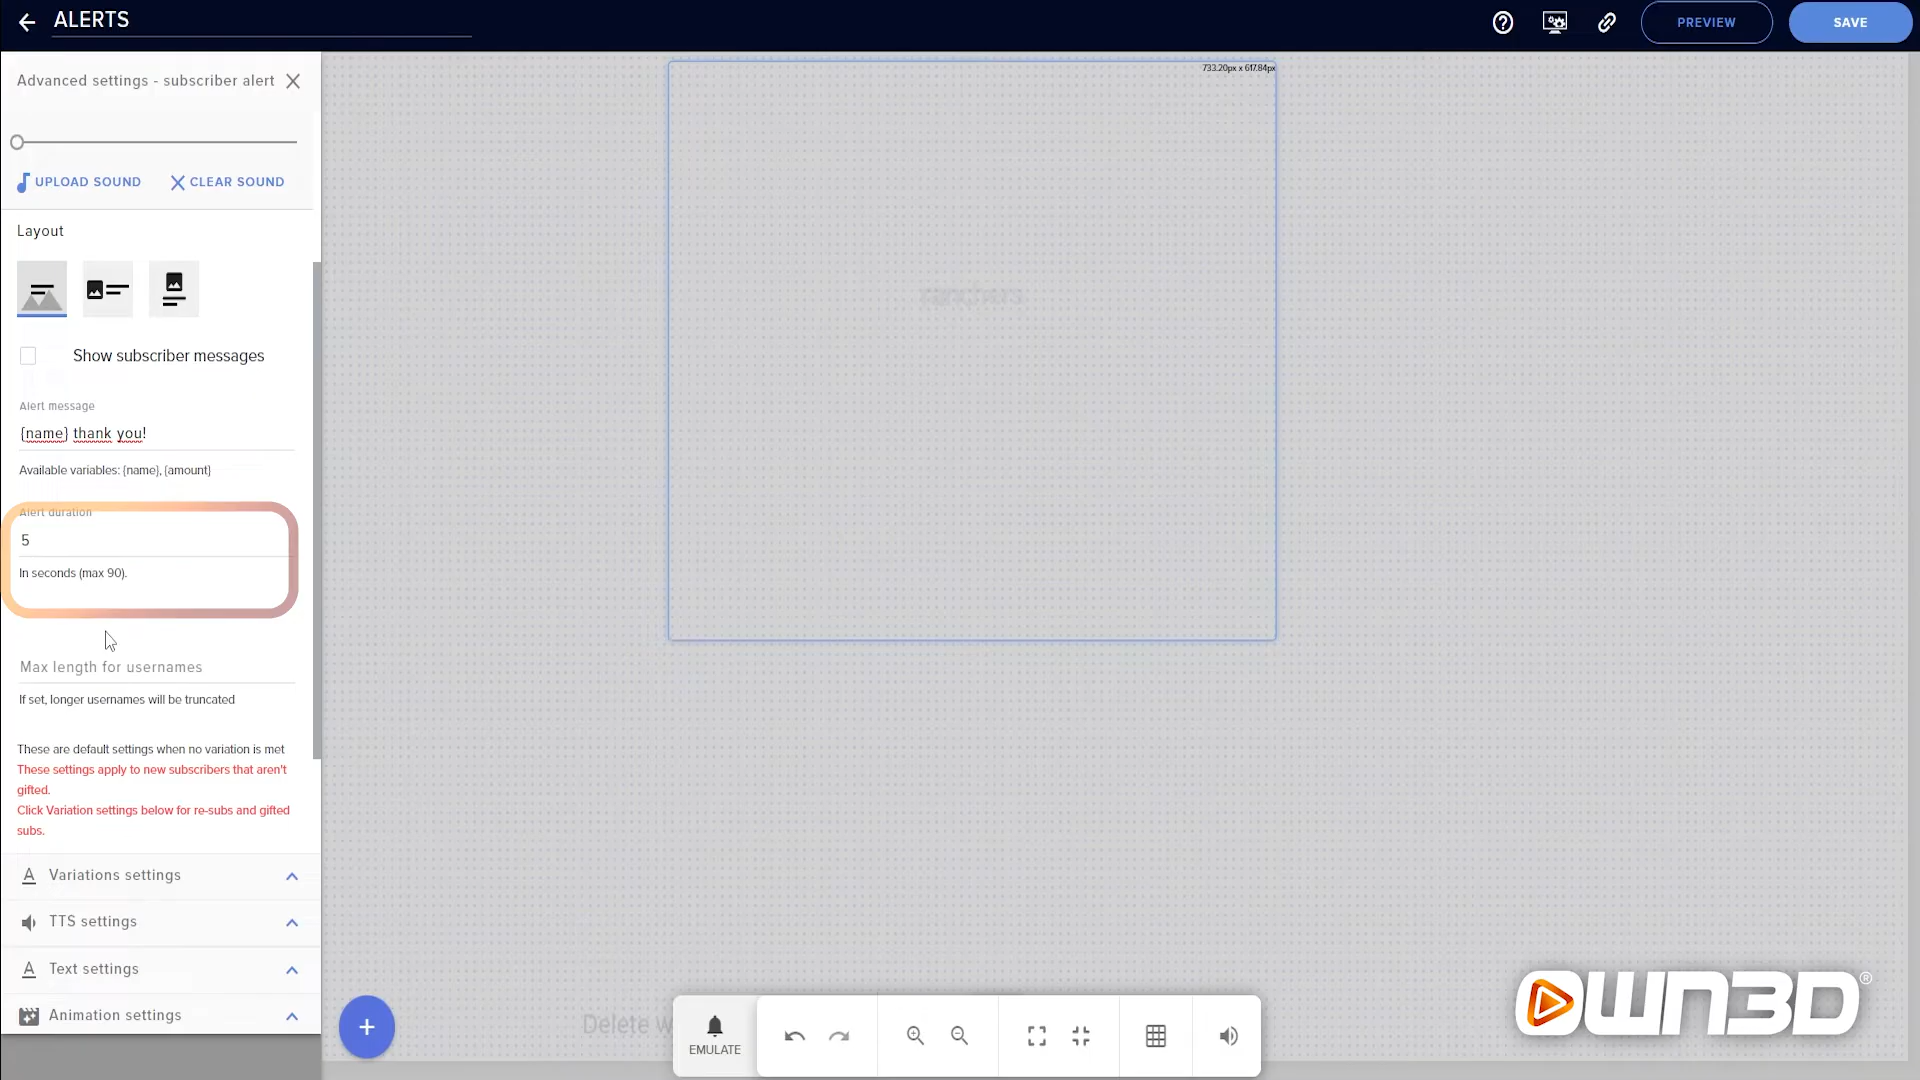 ALERTS
PREVIEW
SAVE
Advanced settings - subscriber alert
733.20px x 617.84px
UPLOAD SOUND
CLEAR SOUND
Layout
Show subscriber messages
Alert message
{name} thank you!
Available variables: {name}, {amount}
Alert duration
5
In seconds (max 90).
Max length for usernames
If set, longer usernames will be truncated
These are default settings when no variation is met
These settings apply to new subscribers that aren't
gifted.
Click Variation settings below for re-subs and gifted
subs.
Variations settings
TTS settings
Text settings
Animation settings
+
Delete
EMULATE
OWN3D®